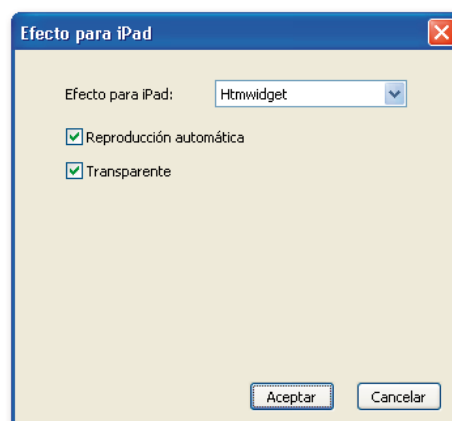 Efecto para iPad
Efecto para iPad: Htmwidget
Reproducción automática
Transparente
Aceptar Cancelar